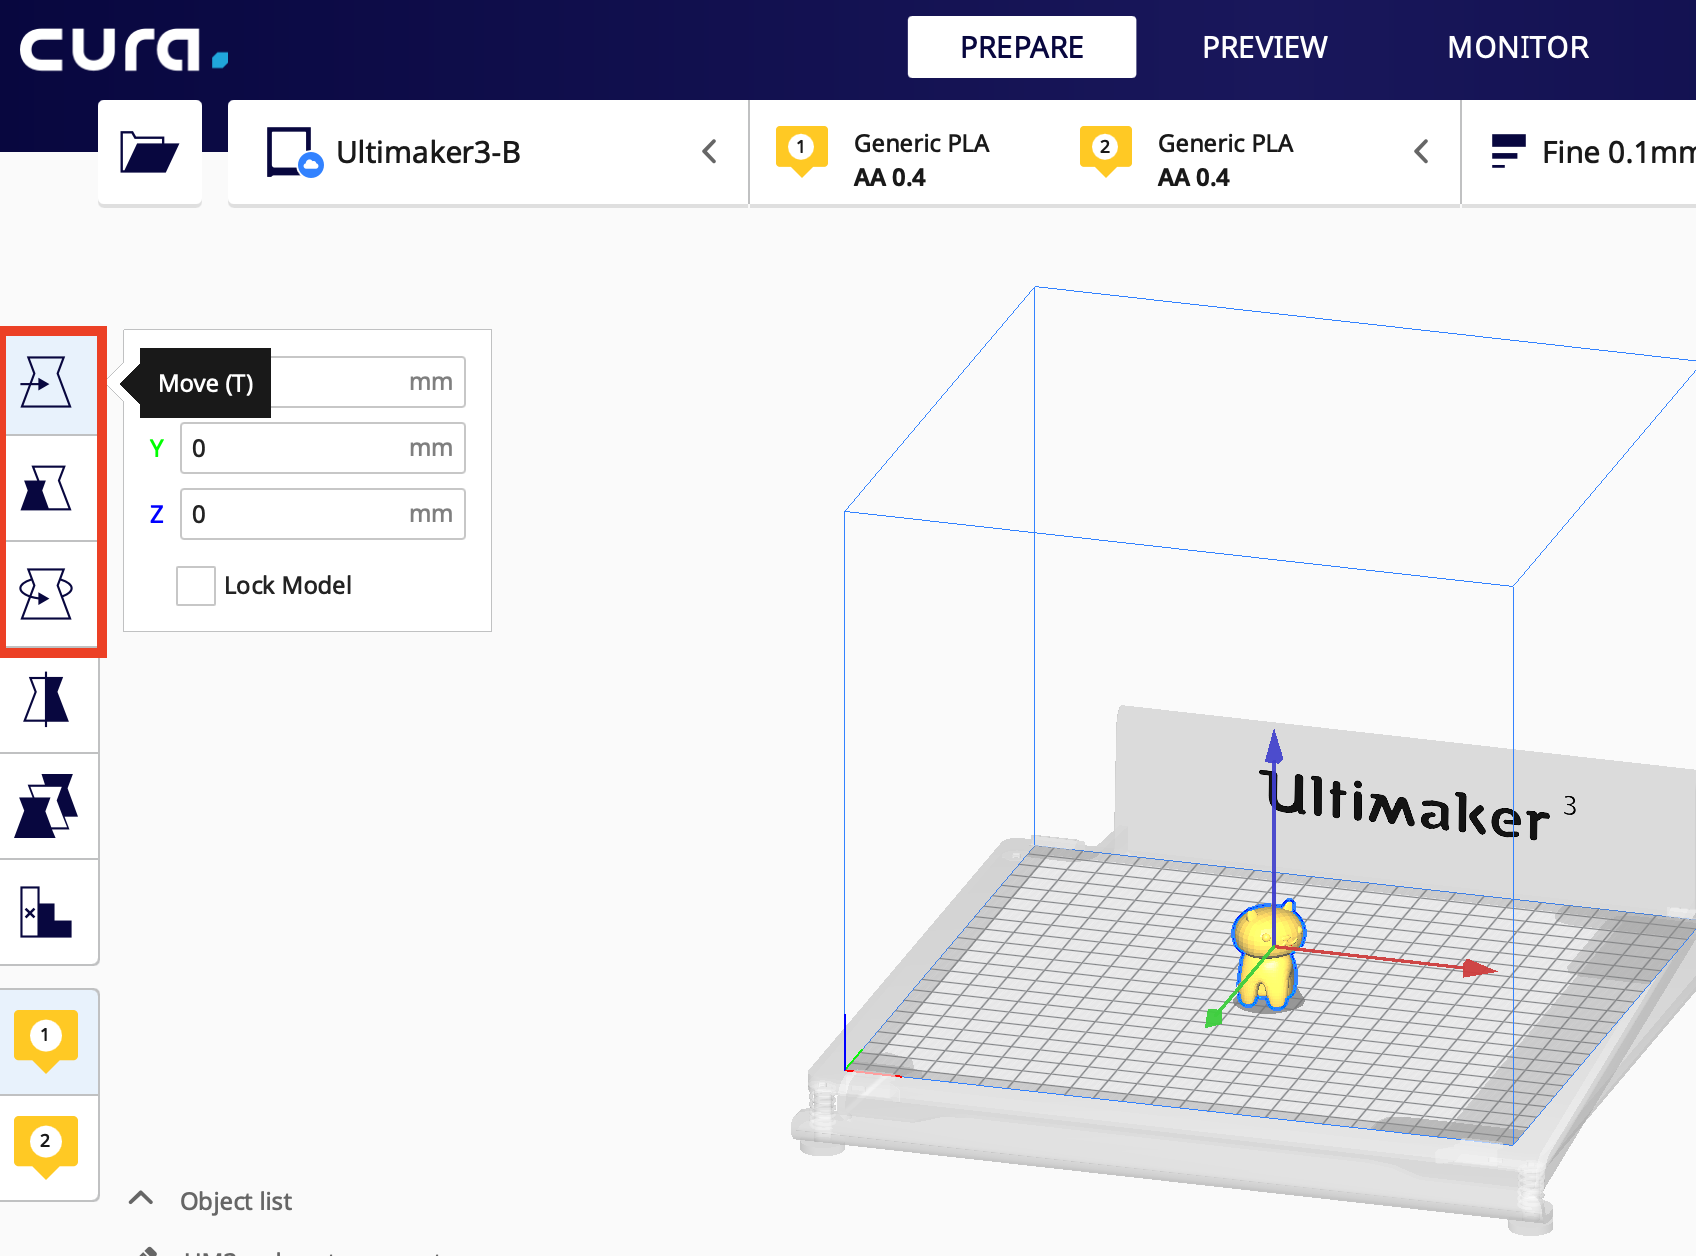 cura
PREPARE
PREVIEW
MONITOR
Ultimaker3-B
1
Generic PLA
AA 0.4
2
Generic PLA
AA 0.4
Fine 0.1mm
Move (T)
mm
Y 0 mm
Z 0 mm
Lock Model
Ultimaker 3
1
2
Object list